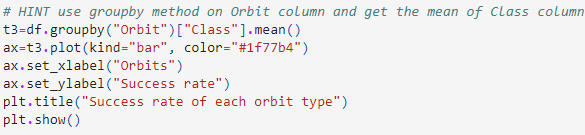 # HINT use groupby method on Orbit column and get the mean of Class column
t3=df.groupby("Orbit")["Class"].mean()
ax=t3.plot(kind="bar", color="#1f77b4")
ax.set_xlabel("Orbits")
ax.set_ylabel("Success rate")
plt.title("Success rate of each orbit type")
plt.show()